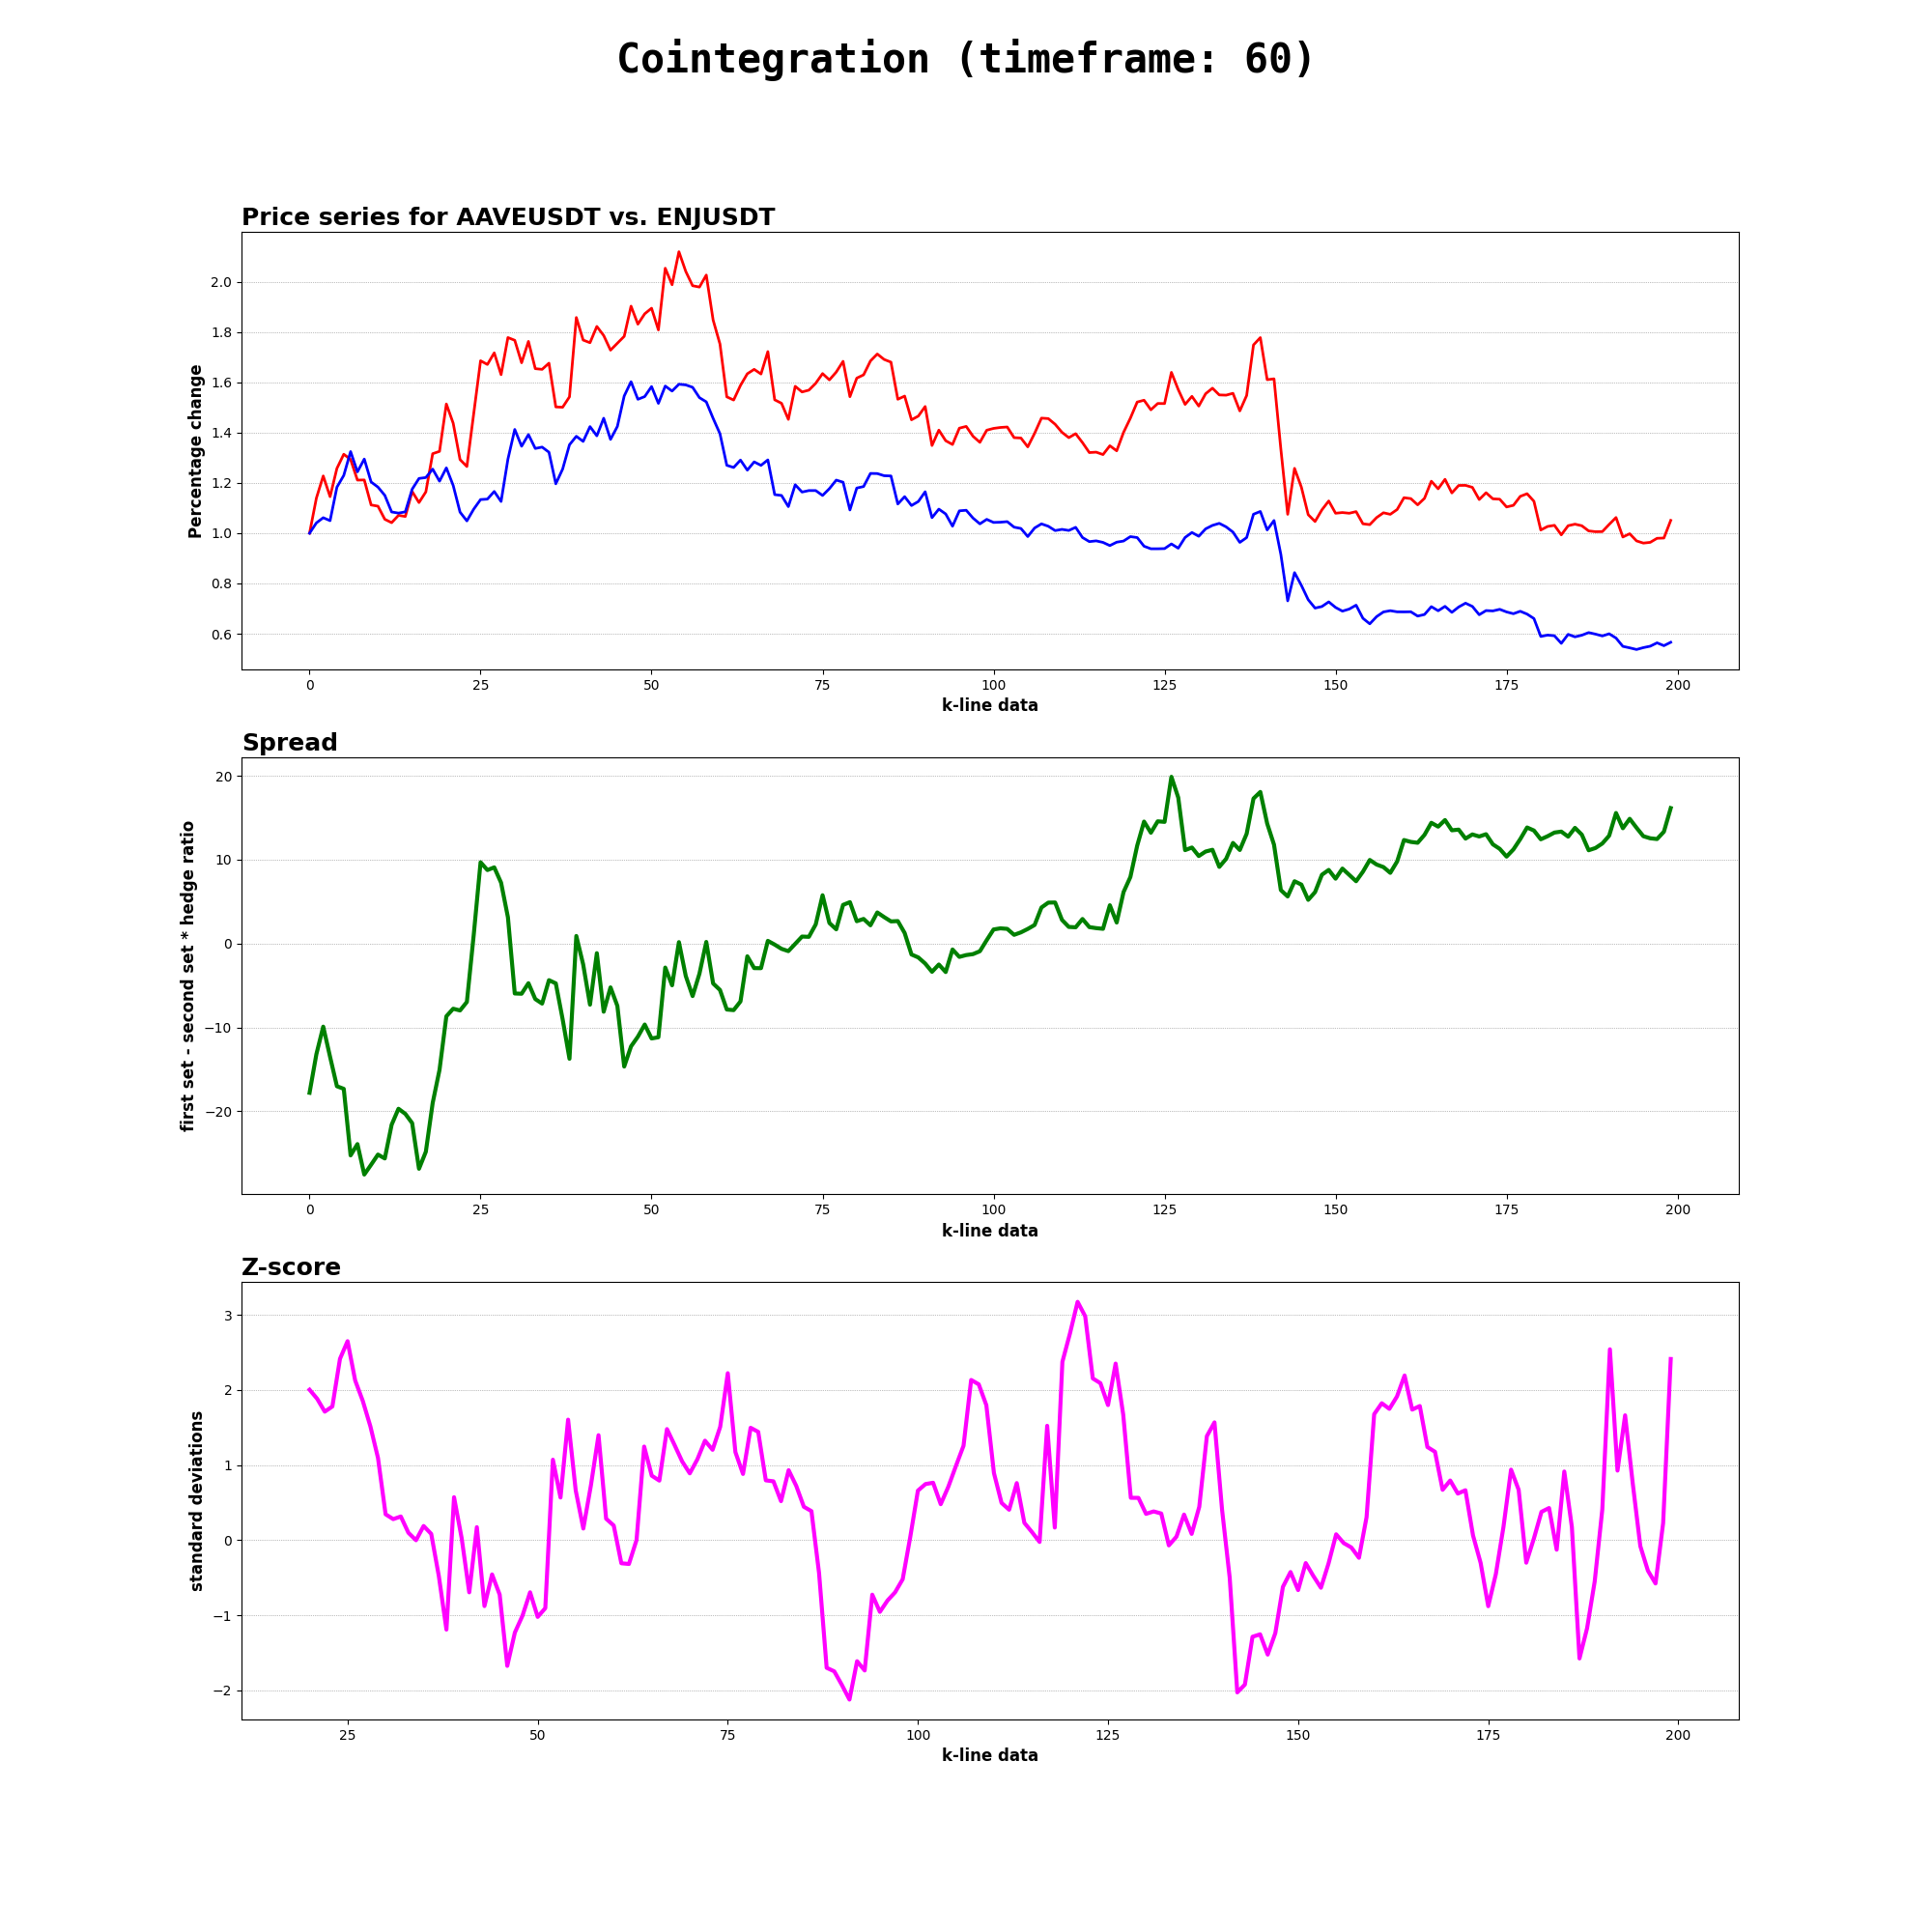 Cointegration (timeframe: 60)
Price series for AAVEUSDT vs. ENJUSDT
Percentage change
2.0
1.8
1.6
1.4
1.2
1.0
0.8
0.6
0 25 50 75 100 125 150 175 200
k-line data
Spread
first set - second set * hedge ratio
20
10
0
−10
−20
0 25 50 75 100 125 150 175 200
k-line data
Z-score
standard deviations
3
2
1
0
−1
−2
25 50 75 100 125 150 175 200
k-line data